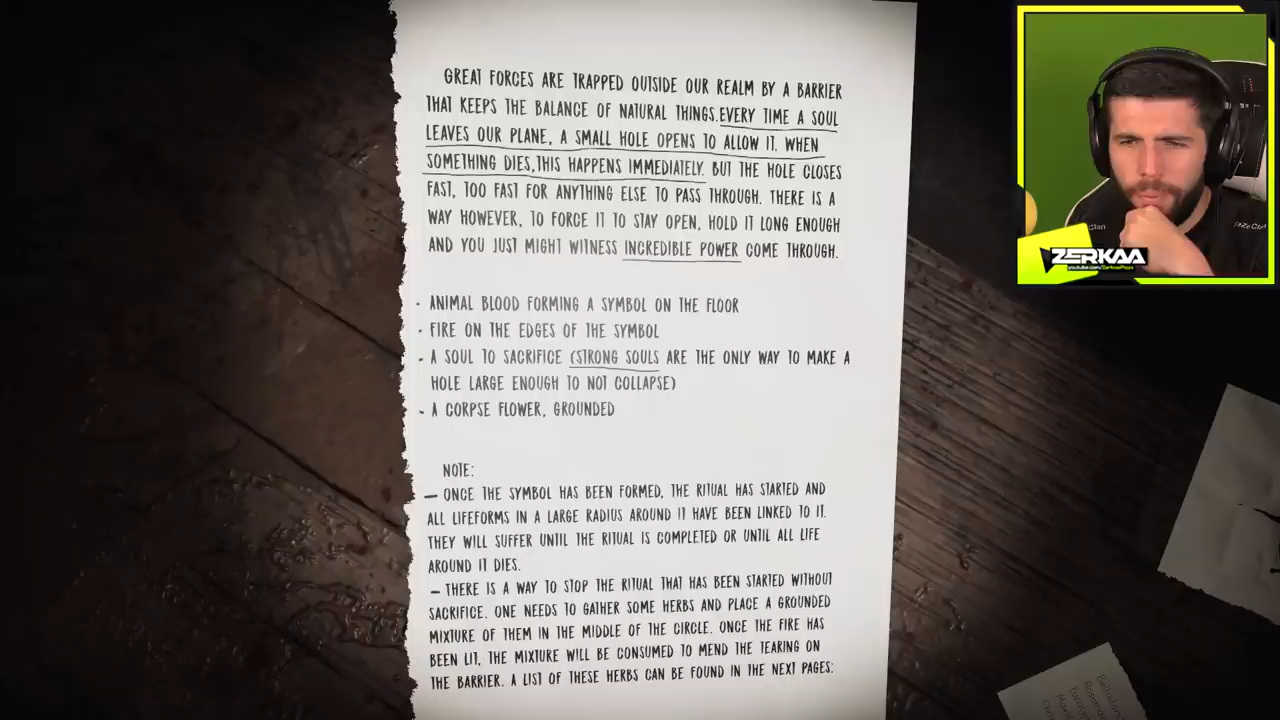 GREAT FORCES ARE TRAPPED OUTSIDE OUR REALM BY A BARRIER
THAT KEEPS THE BALANCE OF NATURAL THINGS.EVERY TIME A SOUL
LEAVES OUR PLANE, A SMALL HOLE OPENS TO ALLOW IT. WHEN
SOMETHING DIES,THIS HAPPENS IMMEDIATELY. BUT THE HOLE CLOSES
FAST, TOO FAST FOR ANYTHING ELSE TO PASS THROUGH. THERE IS A
WAY HOWEVER, TO FORCE IT TO STAY OPEN, HOLD IT LONG ENOUGH
AND YOU JUST MIGHT WITNESS INCREDIBLE POWER COME THROUGH.
- ANIMAL BLOOD FORMING A SYMBOL ON THE FLOOR
- FIRE ON THE EDGES OF THE SYMBOL
- A SOUL TO SACRIFICE (STRONG SOULS ARE THE ONLY WAY TO MAKE A
HOLE LARGE ENOUGH TO NOT COLLAPSE)
- A CORPSE FLOWER, GROUNDED
NOTE:
— ONCE THE SYMBOL HAS BEEN FORMED, THE RITUAL HAS STARTED AND
ALL LIFEFORMS IN A LARGE RADIUS AROUND IT HAVE BEEN LINKED TO IT.
THEY WILL SUFFER UNTIL THE RITUAL IS COMPLETED OR UNTIL ALL LIFE
AROUND IT DIES.
— THERE IS A WAY TO STOP THE RITUAL THAT HAS BEEN STARTED WITHOUT
SACRIFICE. ONE NEEDS TO GATHER SOME HERBS AND PLACE A GROUNDED
MIXTURE OF THEM IN THE MIDDLE OF THE CIRCLE. ONCE THE FIRE HAS
BEEN LIT, THE MIXTURE WILL BE CONSUMED TO MEND THE TEARING ON
THE BARRIER. A LIST OF THESE HERBS CAN BE FOUND IN THE NEXT PAGES:
ZERKAA